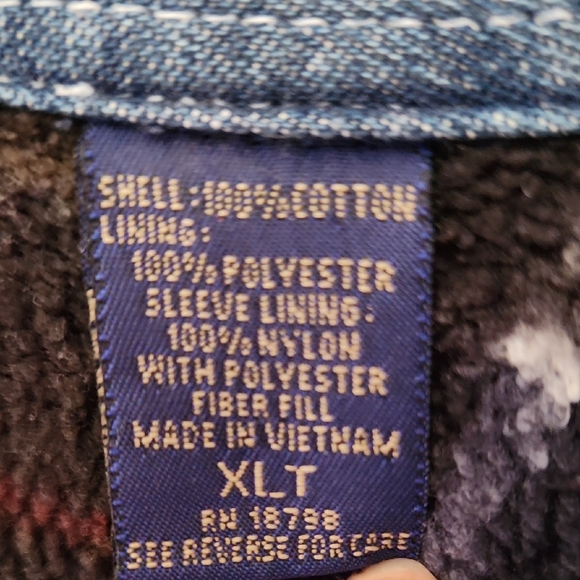 SHELL: 100% COTTON
LINING:
100% POLYESTER
SLEEVE LINING:
100% NYLON
WITH POLYESTER
FIBER FILL
MADE IN VIETNAM
XLT
RN 18798
SEE REVERSE FOR CARE